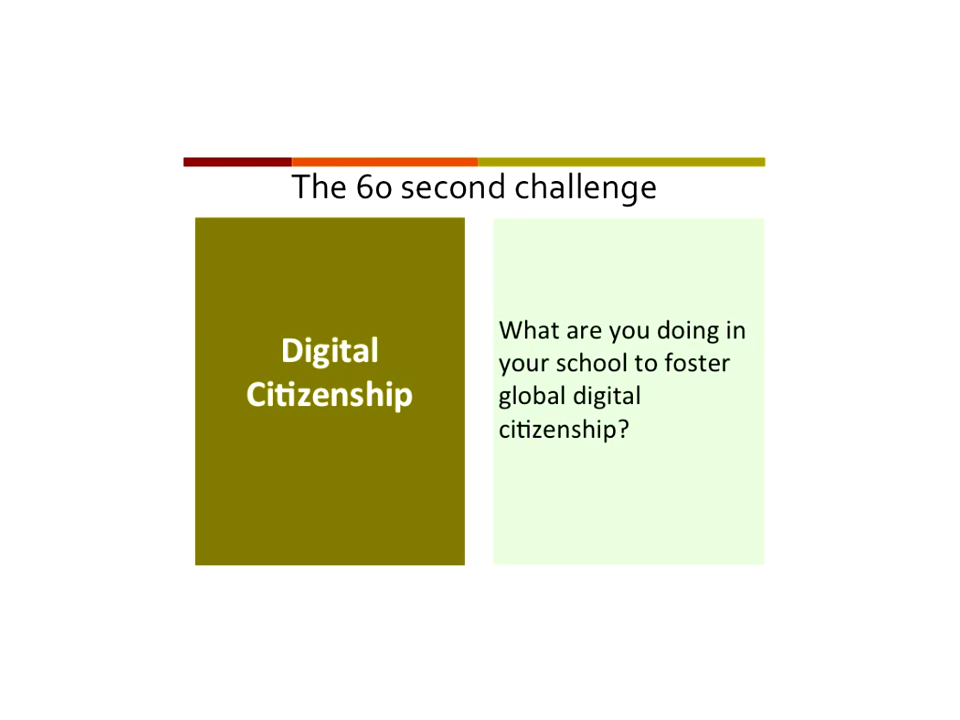 The 60 second challenge
Digital
Citizenship
What are you doing in
your school to foster
global digital
citizenship?